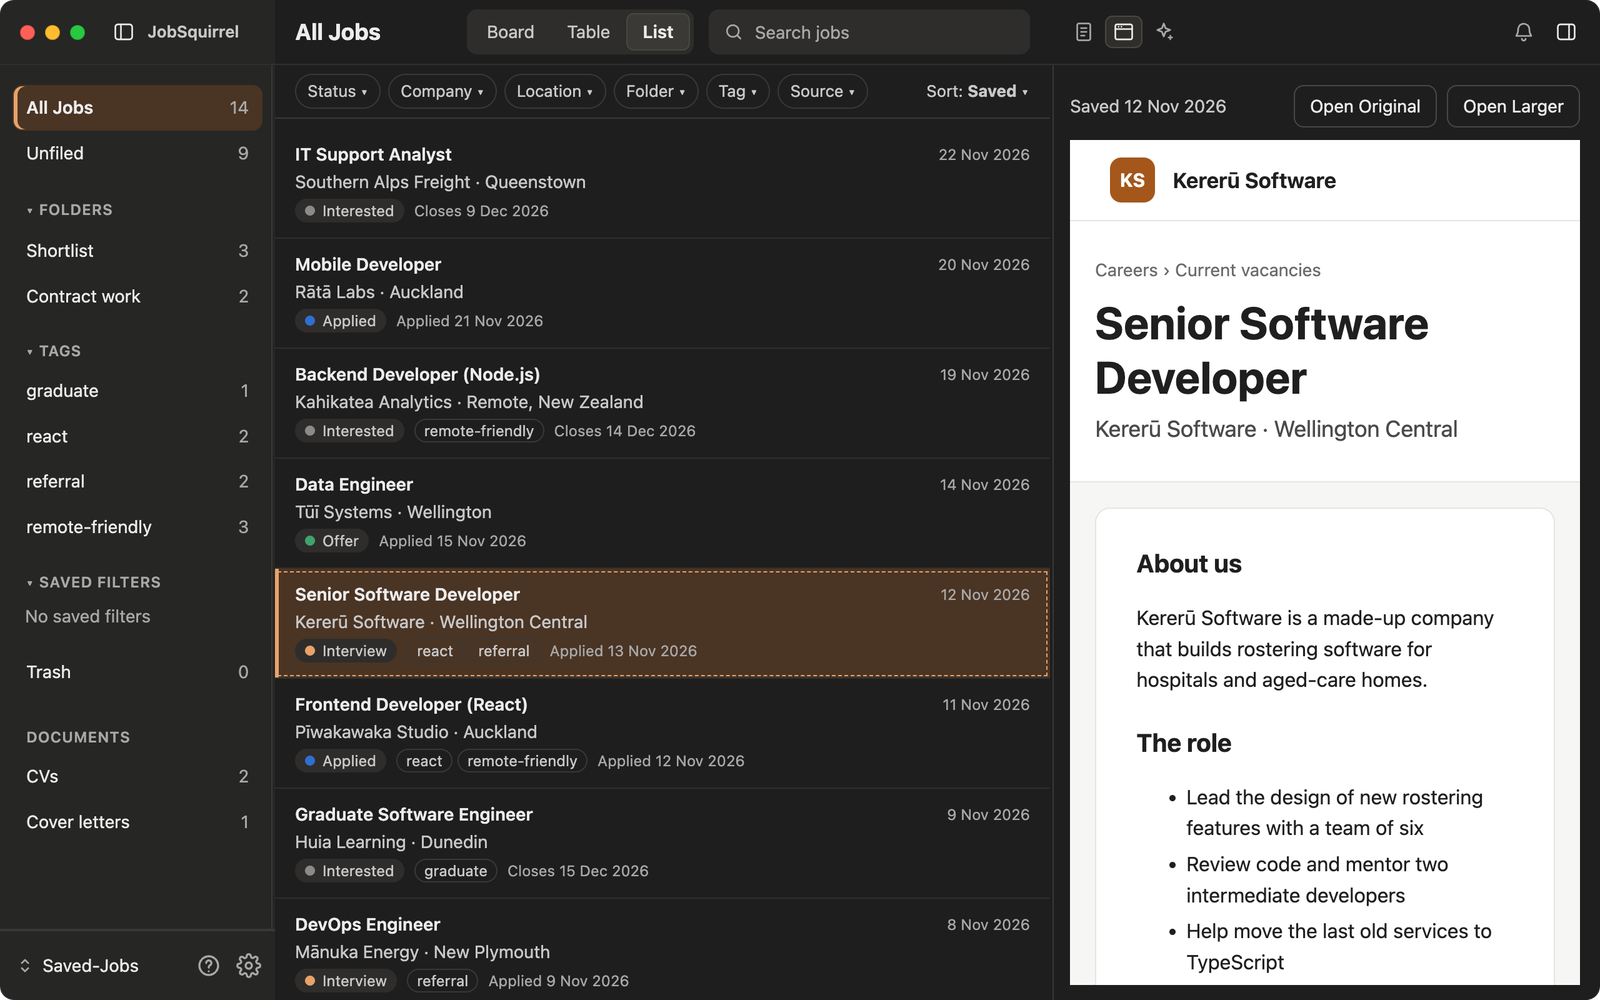 JobSquirrel
All Jobs
Board
Table
List
Search jobs
All Jobs 14
Unfiled 9
FOLDERS
Shortlist 3
Contract work 2
TAGS
graduate 1
react 2
referral 2
remote-friendly 3
SAVED FILTERS
No saved filters
Trash 0
DOCUMENTS
CVs 2
Cover letters 1
Saved-Jobs
Status
Company
Location
Folder
Tag
Source
Sort: Saved
IT Support Analyst 22 Nov 2026
Southern Alps Freight · Queenstown
Interested Closes 9 Dec 2026
Mobile Developer 20 Nov 2026
Rātā Labs · Auckland
Applied Applied 21 Nov 2026
Backend Developer (Node.js) 19 Nov 2026
Kahikatea Analytics · Remote, New Zealand
Interested remote-friendly Closes 14 Dec 2026
Data Engineer 14 Nov 2026
Tūī Systems · Wellington
Offer Applied 15 Nov 2026
Senior Software Developer 12 Nov 2026
Kererū Software · Wellington Central
Interview react referral Applied 13 Nov 2026
Frontend Developer (React) 11 Nov 2026
Pīwakawaka Studio · Auckland
Applied react remote-friendly Applied 12 Nov 2026
Graduate Software Engineer 9 Nov 2026
Huia Learning · Dunedin
Interested graduate Closes 15 Dec 2026
DevOps Engineer 8 Nov 2026
Mānuka Energy · New Plymouth
Interview referral Applied 9 Nov 2026
Saved 12 Nov 2026
Open Original
Open Larger
KS Kererū Software
Careers › Current vacancies
Senior Software
Developer
Kererū Software · Wellington Central
About us
Kererū Software is a made-up company
that builds rostering software for
hospitals and aged-care homes.
The role
• Lead the design of new rostering
features with a team of six
• Review code and mentor two
intermediate developers
• Help move the last old services to
TypeScript